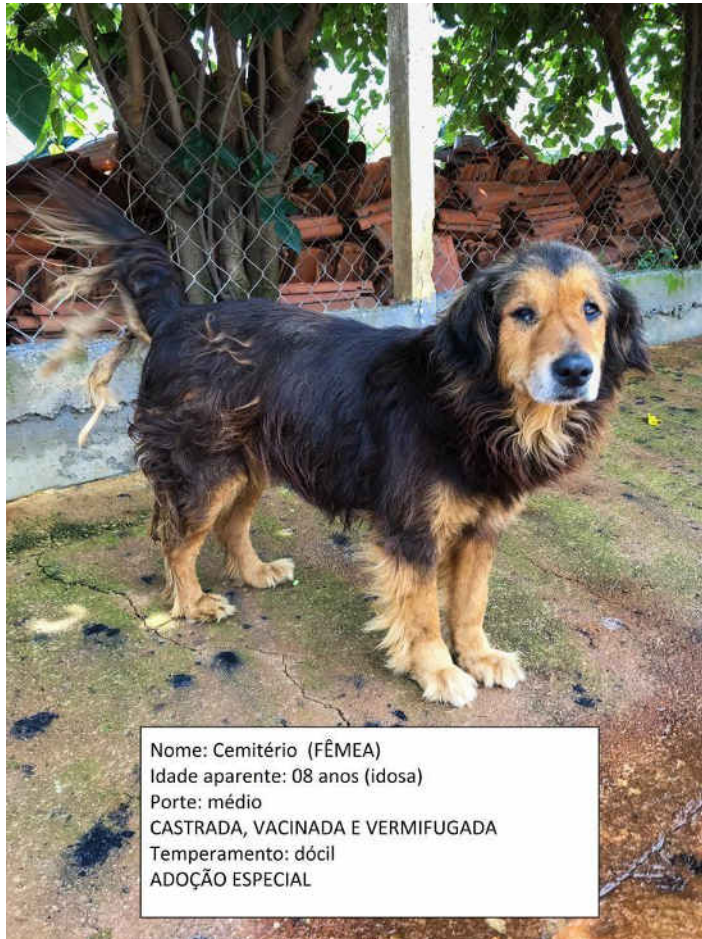 Nome: Cemitério (FÊMEA)
Idade aparente: 08 anos (idosa)
Porte: médio
CASTRADA, VACINADA E VERMIFUGADA
Temperamento: dócil
ADOÇÃO ESPECIAL